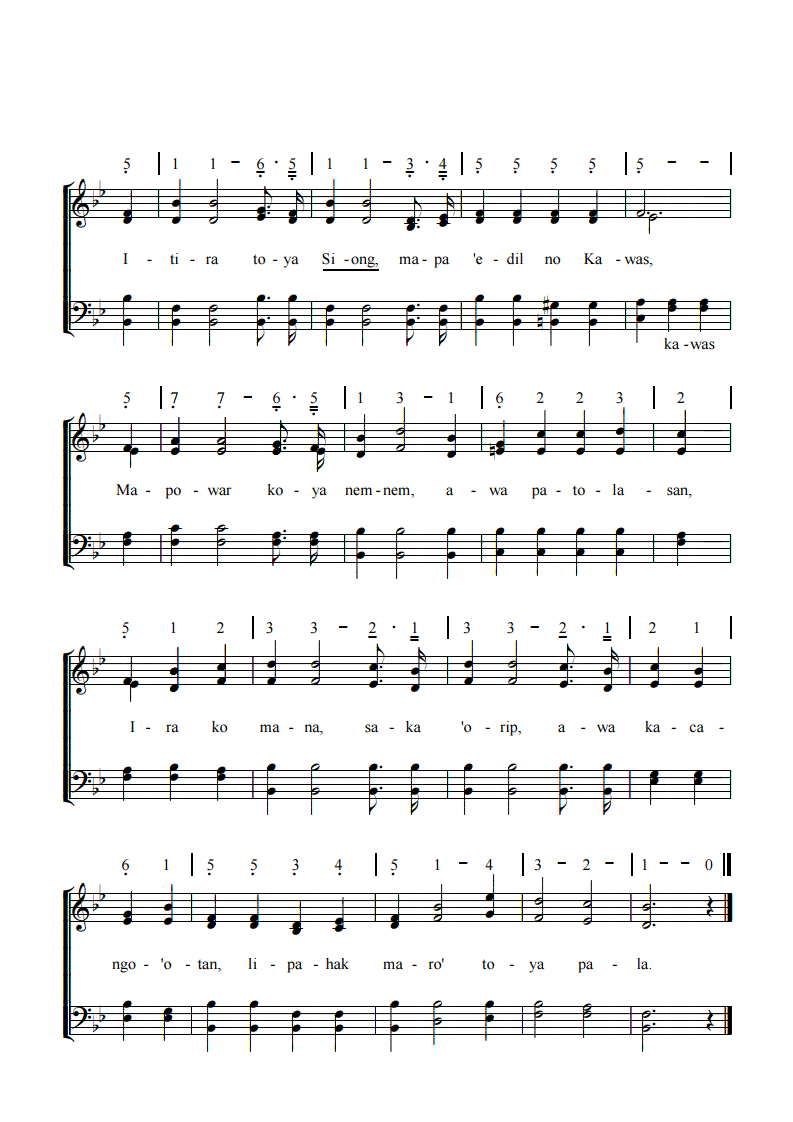 5 | 1 1 - 6 · 5 | 1 1 - 3 · 4 | 5 5 5 5 | 5 - - |
I - ti - ra to - ya Si - ong, ma - pa 'e - dil no Ka - was,
ka - was
5 | 7 7 - 6 · 5 | 1 3 - 1 | 6 2 2 3 | 2 |
Ma - po - war ko - ya nem - nem, a - wa pa - to - la - san,
5 1 2 | 3 3 - 2 · 1 | 3 3 - 2 · 1 | 2 1 |
I - ra ko ma - na, sa - ka 'o - rip, a - wa ka - ca -
6 1 | 5 5 3 4 | 5 1 - 4 | 3 - 2 - | 1 - - 0 ||
ngo - 'o - tan, li - pa - hak ma - ro' to - ya pa - la.